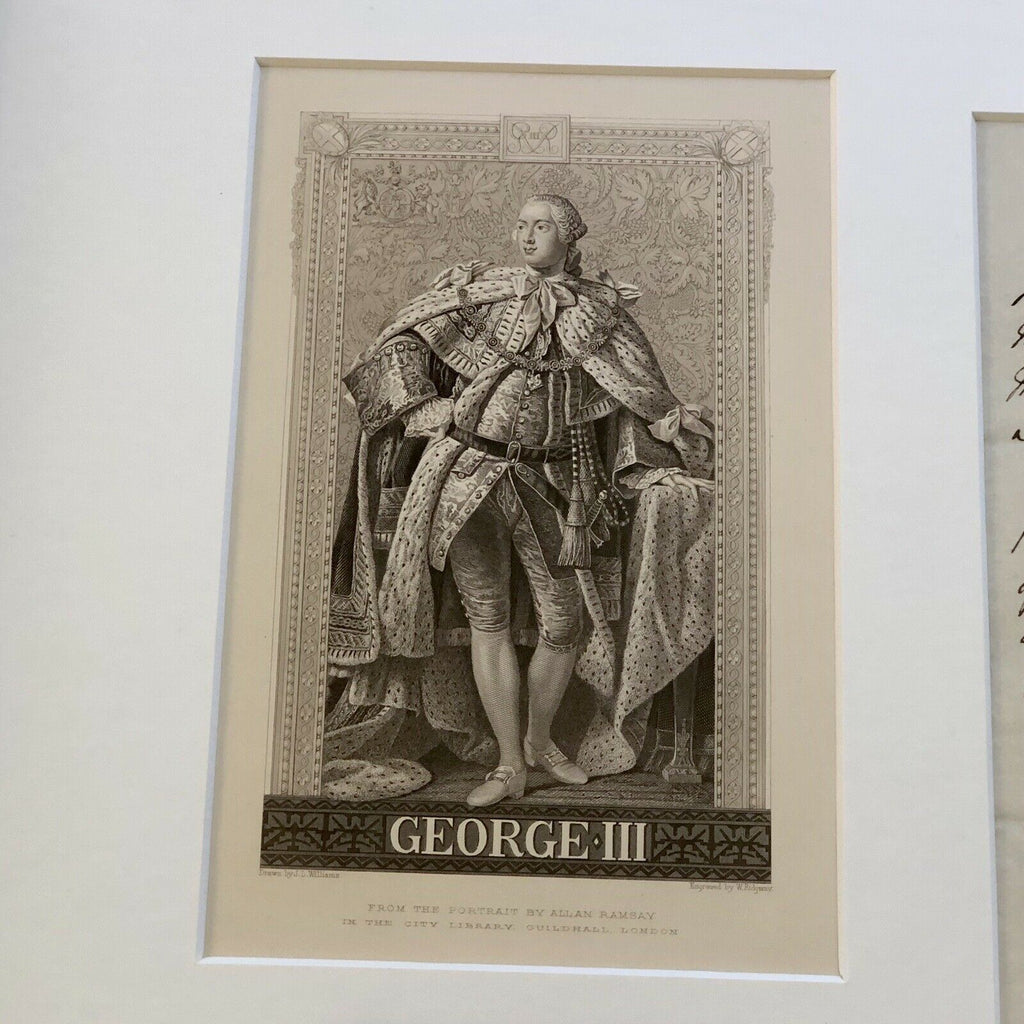 GEORGE·III
Drawn by J. L. Williams
Engraved by W. Ridgway
FROM THE PORTRAIT BY ALLAN RAMSAY
IN THE CITY LIBRARY, GUILDHALL, LONDON